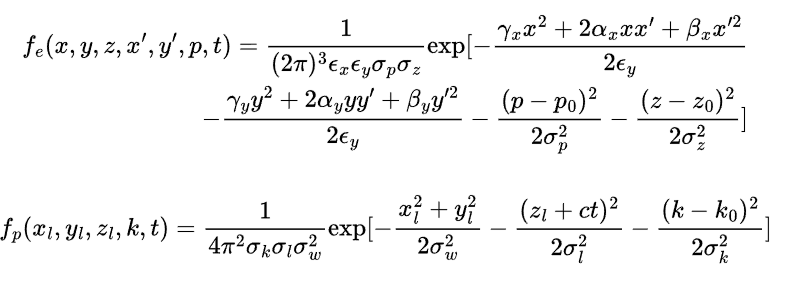 f_e(x, y, z, x', y', p, t) = \frac{1}{(2\pi)^3 \epsilon_x \epsilon_y \sigma_p \sigma_z} \exp[-\frac{\gamma_x x^2 + 2\alpha_x x x' + \beta_x x'^2}{2\epsilon_y}
-\frac{\gamma_y y^2 + 2\alpha_y y y' + \beta_y y'^2}{2\epsilon_y} - \frac{(p - p_0)^2}{2\sigma_p^2} - \frac{(z - z_0)^2}{2\sigma_z^2}]
f_p(x_l, y_l, z_l, k, t) = \frac{1}{4\pi^2 \sigma_k \sigma_l \sigma_w^2} \exp[-\frac{x_l^2 + y_l^2}{2\sigma_w^2} - \frac{(z_l + ct)^2}{2\sigma_l^2} - \frac{(k - k_0)^2}{2\sigma_k^2}]